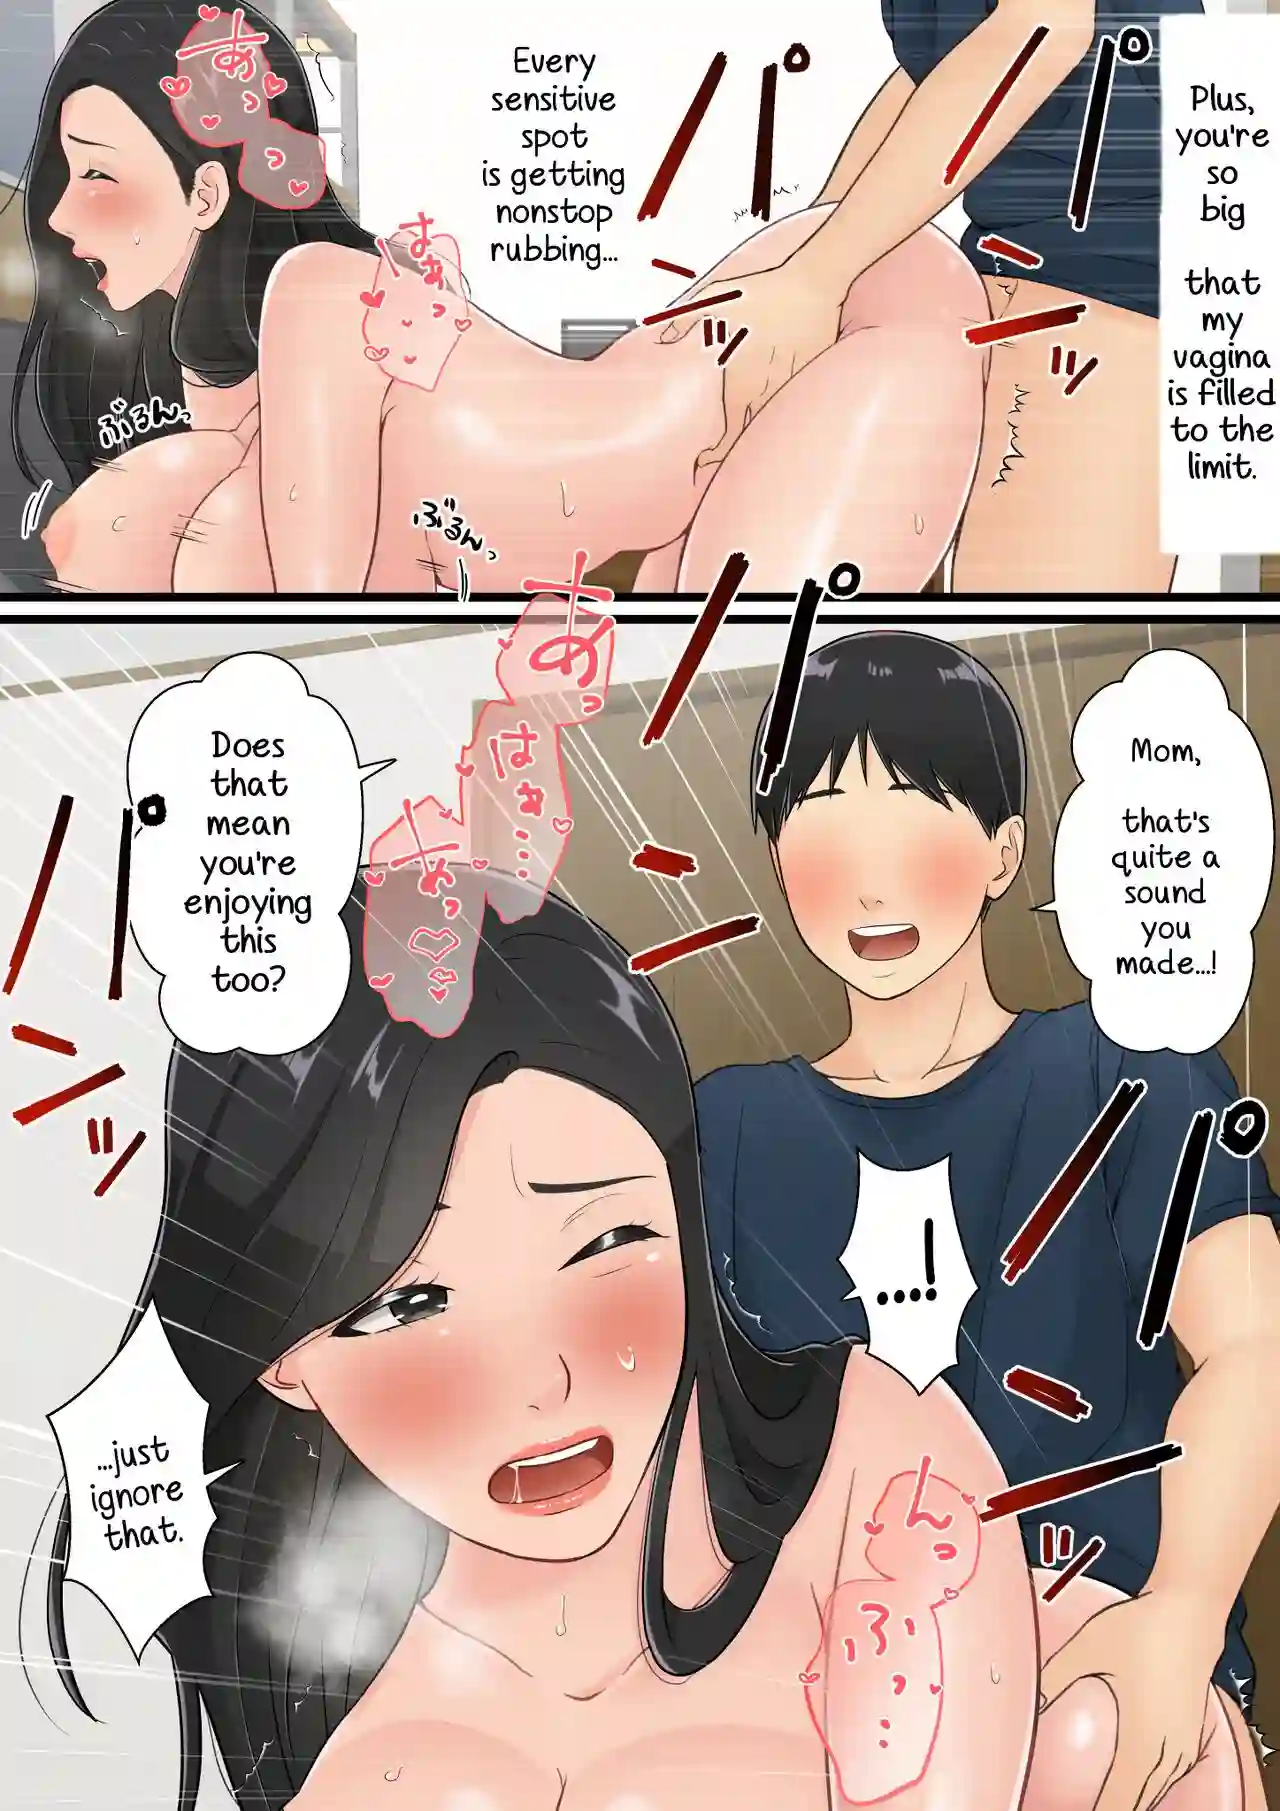 Plus,
you're
so
big
that
my
vagina
is filled
to the
limit.
Every
sensitive
spot
is getting
nonstop
rubbing...
パンッ
あっ
はぁっ
ぶるんっ
ぶるんっ
Mom,
that's
quite a
sound
you
made...!
Does
that
mean
you're
enjoying
this
too?
パンッ
パンッ
あっ
はぁ...
あっ
....!
...just
ignore
that.
パンッ
んっ
ふっ...